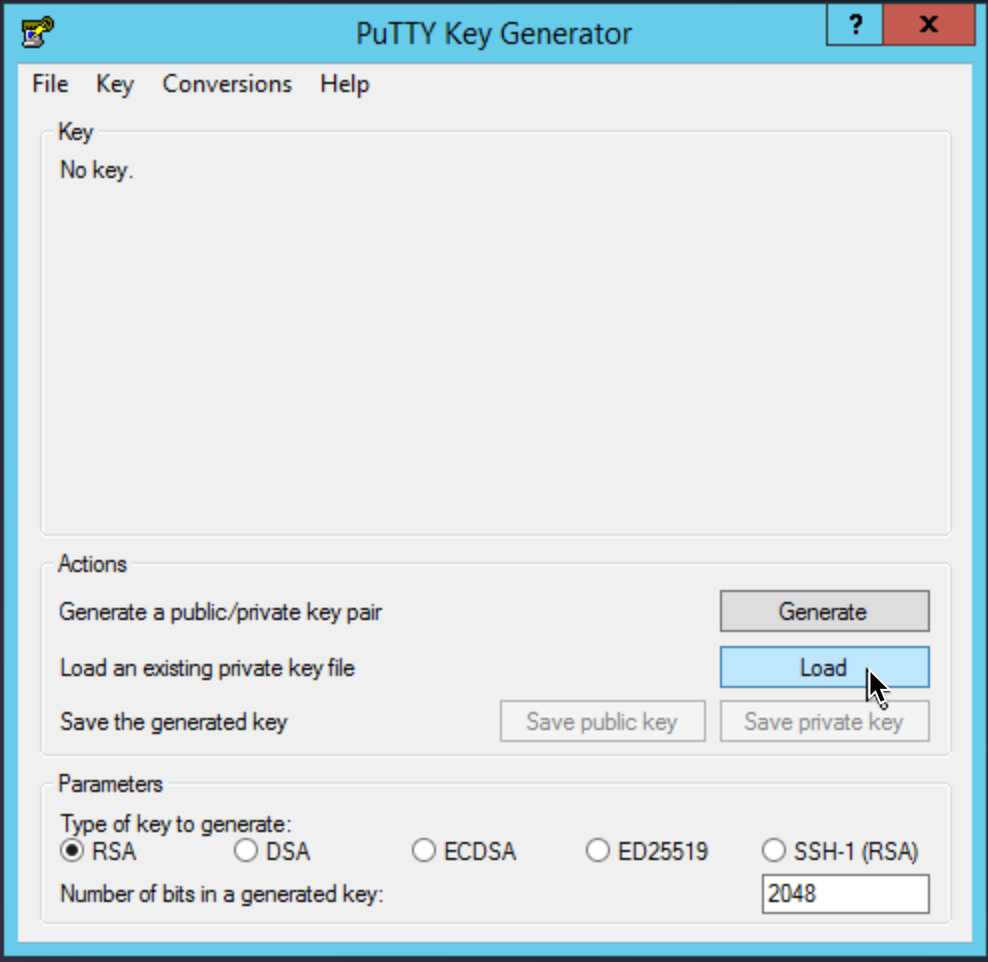 PuTTY Key Generator
? X
File Key Conversions Help
Key
No key.
Actions
Generate a public/private key pair Generate
Load an existing private key file Load
Save the generated key Save public key Save private key
Parameters
Type of key to generate:
RSA DSA ECDSA ED25519 SSH-1 (RSA)
Number of bits in a generated key: 2048